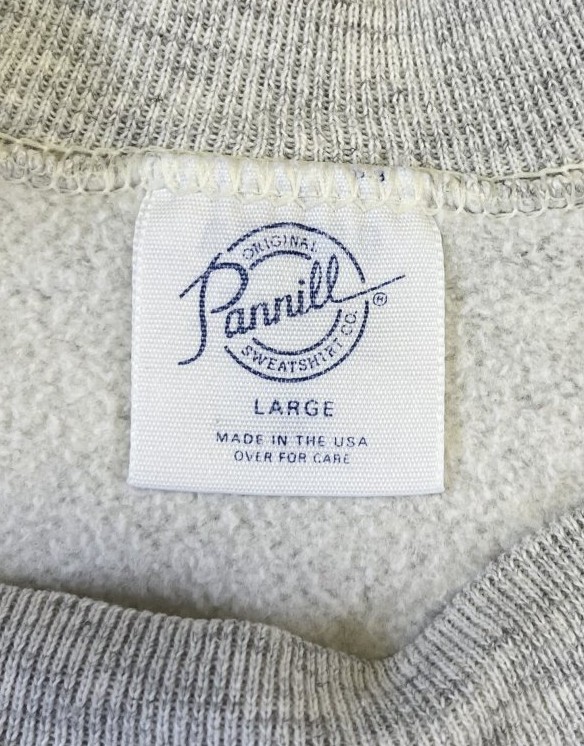 ORIGINAL
Pannill ®
SWEATSHIRT CO.
LARGE
MADE IN THE USA
OVER FOR CARE